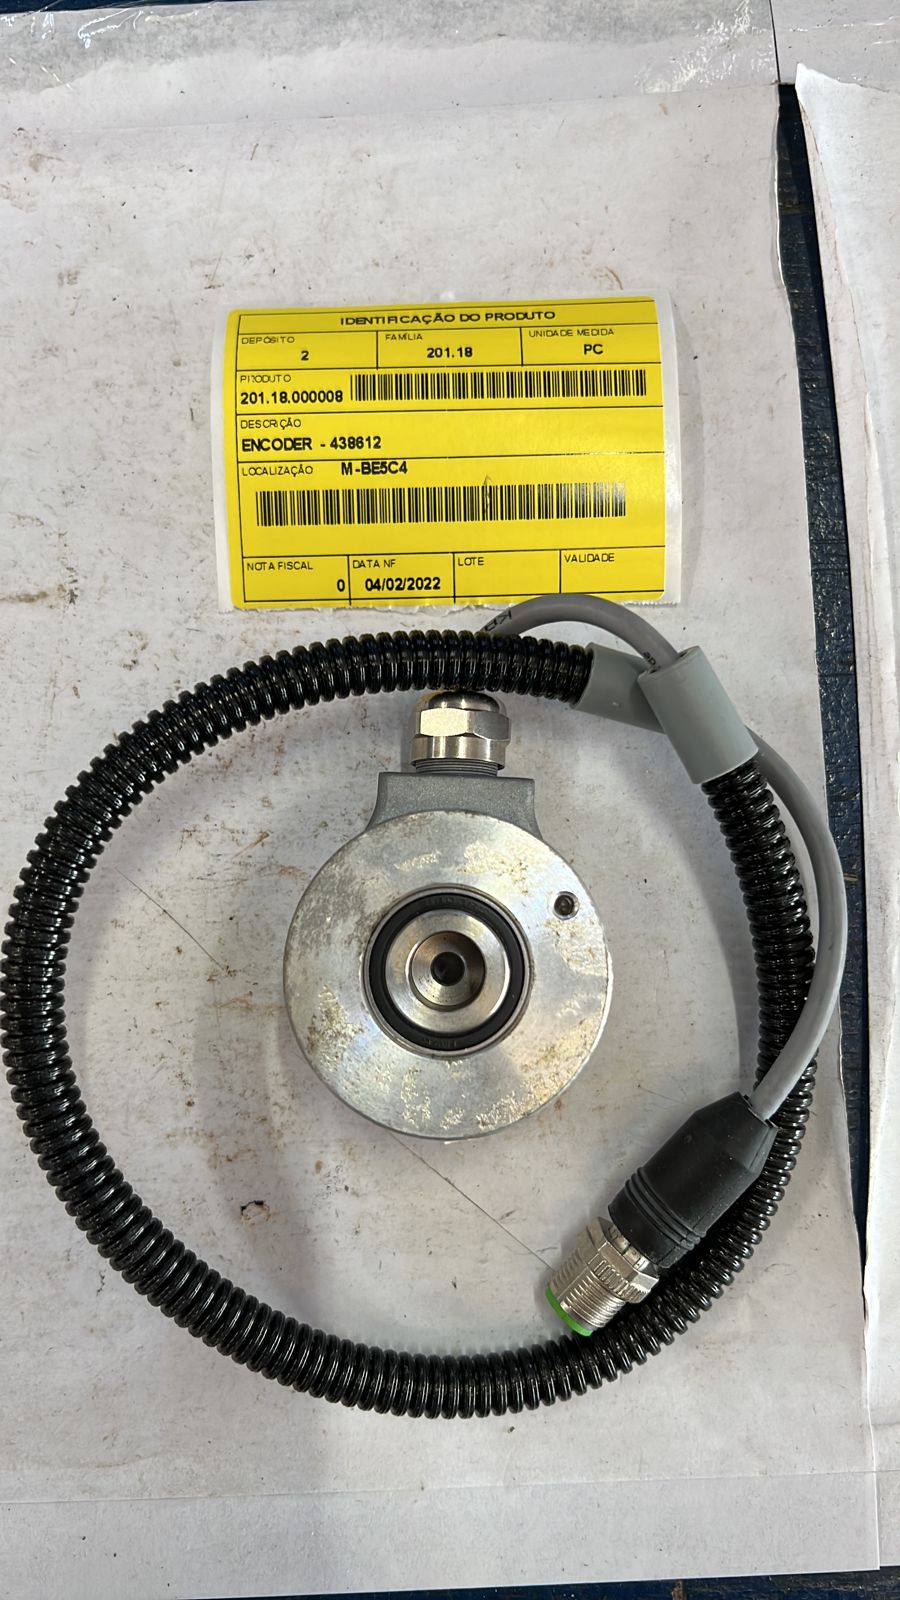 IDENTIFICAÇÃO DO PRODUTO
DEPÓSITO
2
FAMÍLIA
201.18
UNIDADE MEDIDA
PC
PRODUTO
201.18.000008
DESCRIÇÃO
ENCODER - 438612
LOCALIZAÇÃO M-BE5C4
NOTA FISCAL
0
DATA NF
04/02/2022
LOTE
VALIDADE